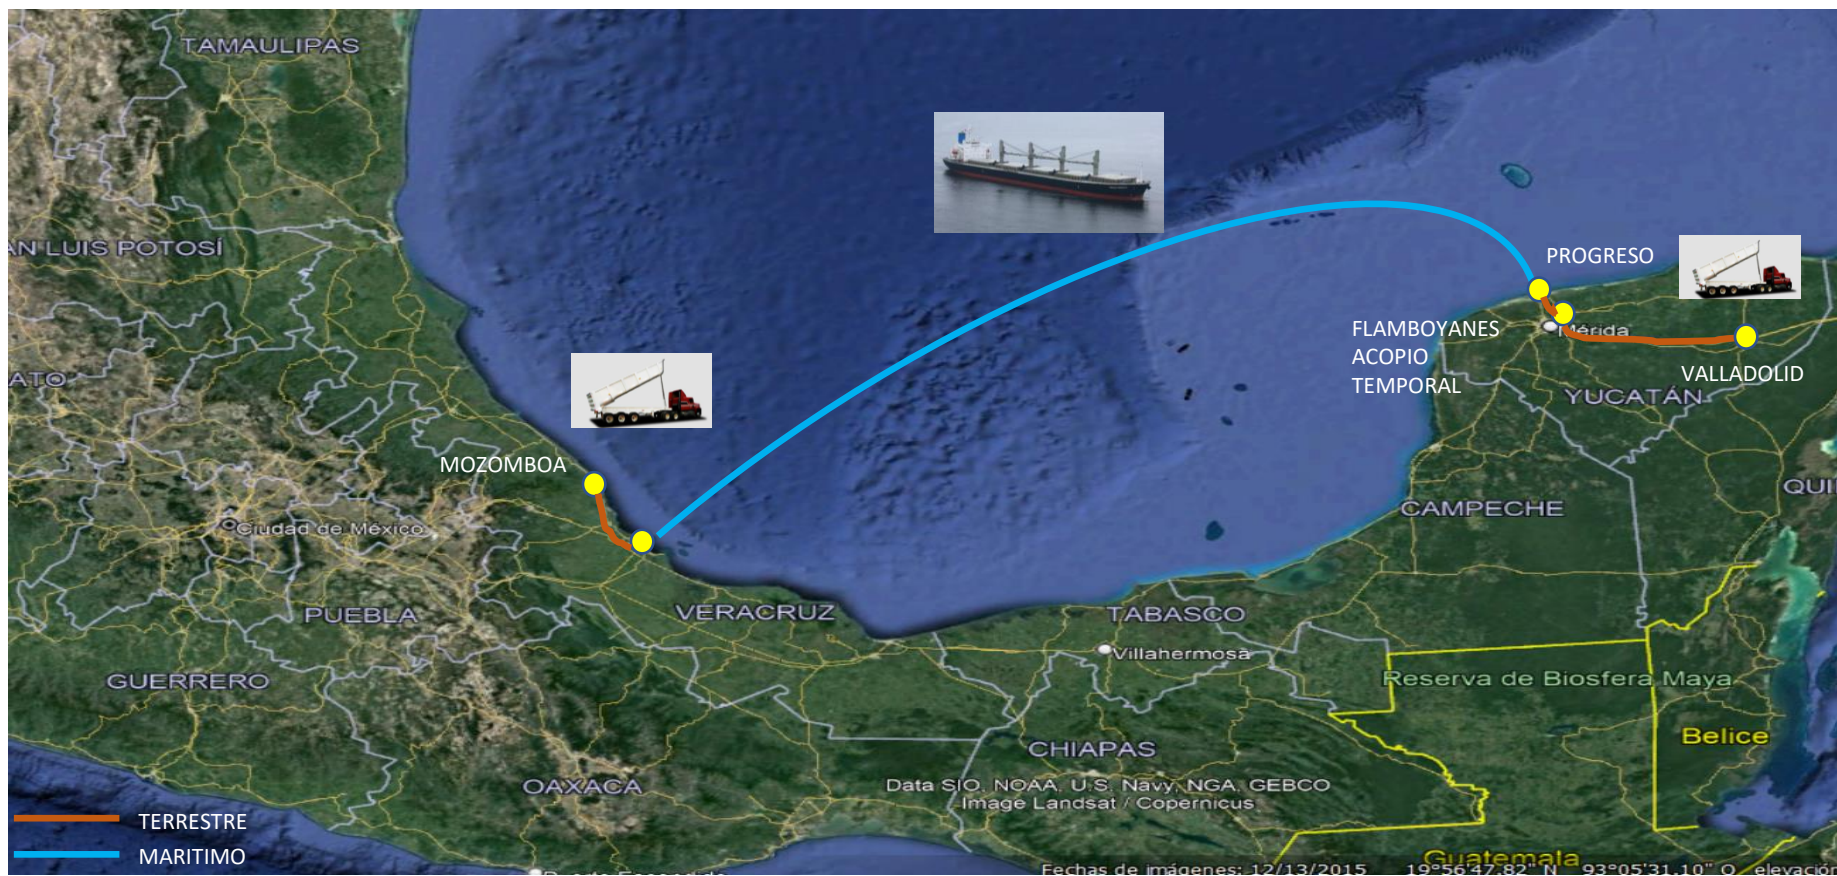 TAMAULIPAS
AN LUIS POTOSÍ
PROGRESO
FLAMBOYANES
ACOPIO
TEMPORAL
Mérida
VALLADOLID
YUCATÁN
ATO
MOZOMBOA
Ciudad de México
CAMPECHE
QUI
PUEBLA
VERACRUZ
TABASCO
Villahermosa
GUERRERO
Reserva de Biosfera Maya
Belice
CHIAPAS
OAXACA
Data SIO, NOAA, U.S. Navy, NGA, GEBCO
Image Landsat / Copernicus
TERRESTRE
MARITIMO
Guatemala
Fechas de imágenes: 12/13/2015 19°56'47.82" N 93°05'31.10" O elevación